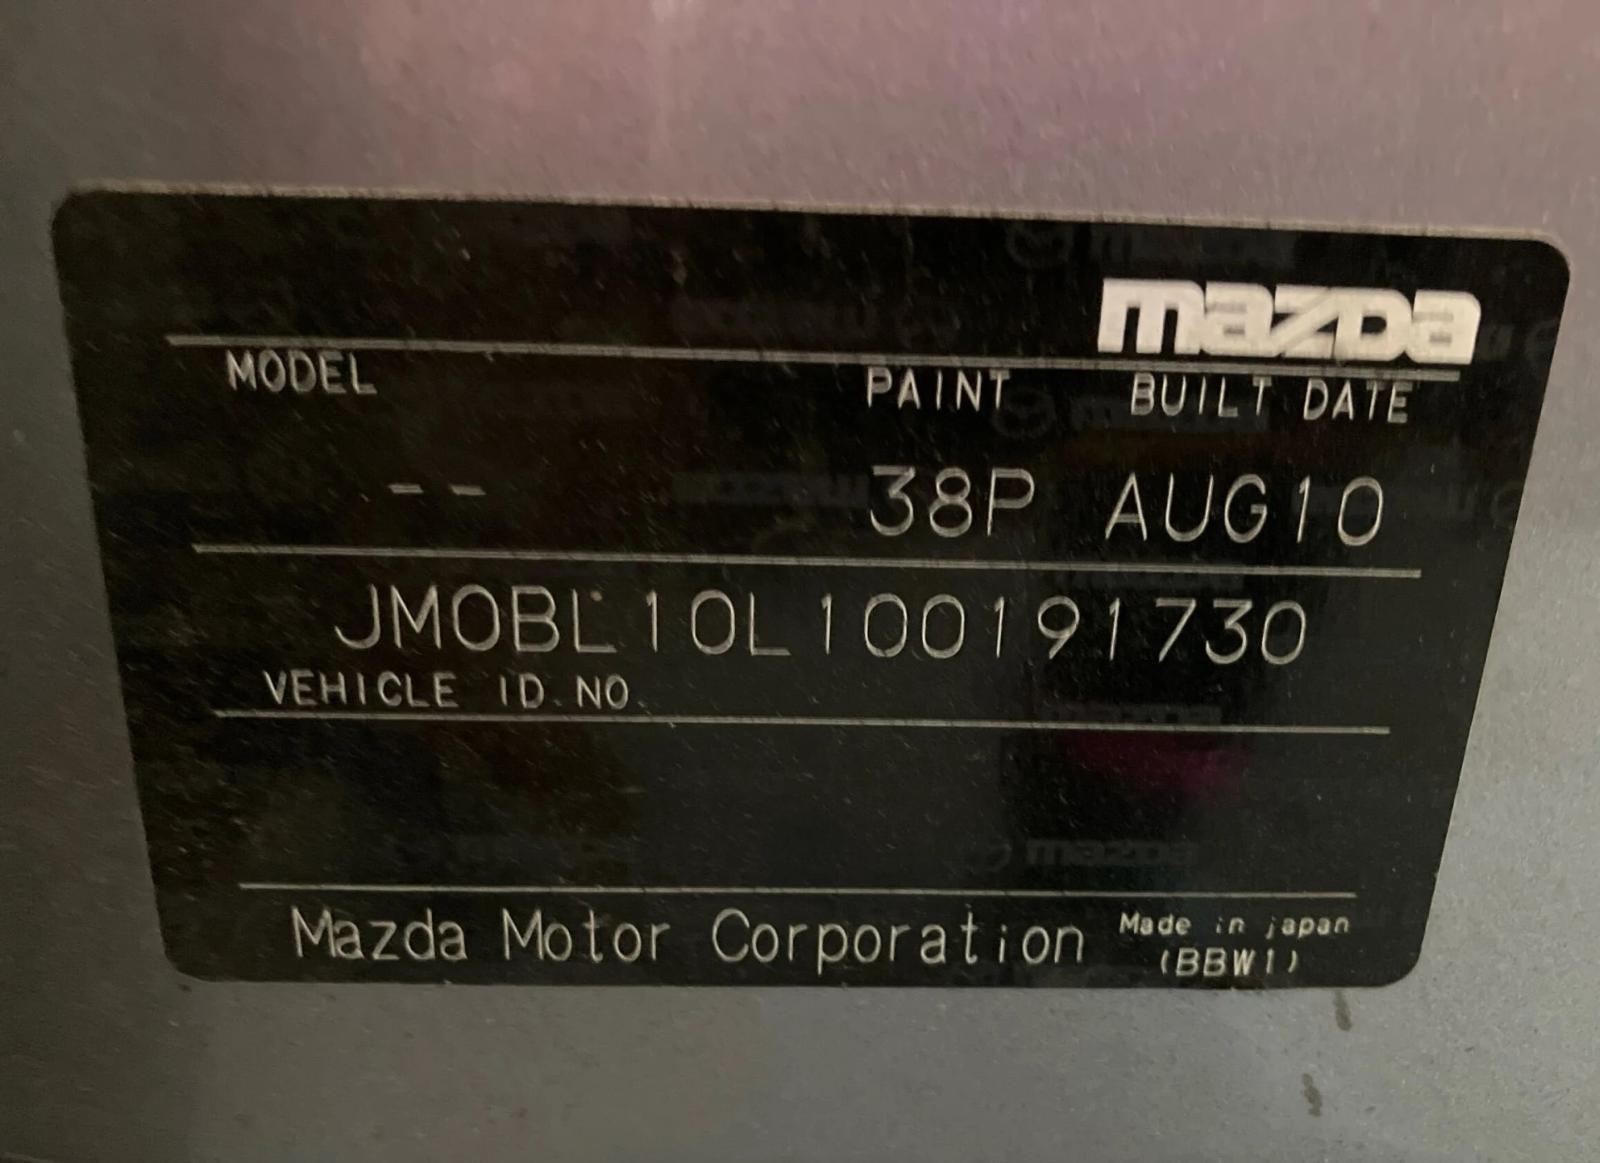 mazda
MODEL PAINT BUILT DATE
-- 38P AUG10
JM0BL10L100191730
VEHICLE ID. NO.
Mazda Motor Corporation Made in japan
(BBW1)